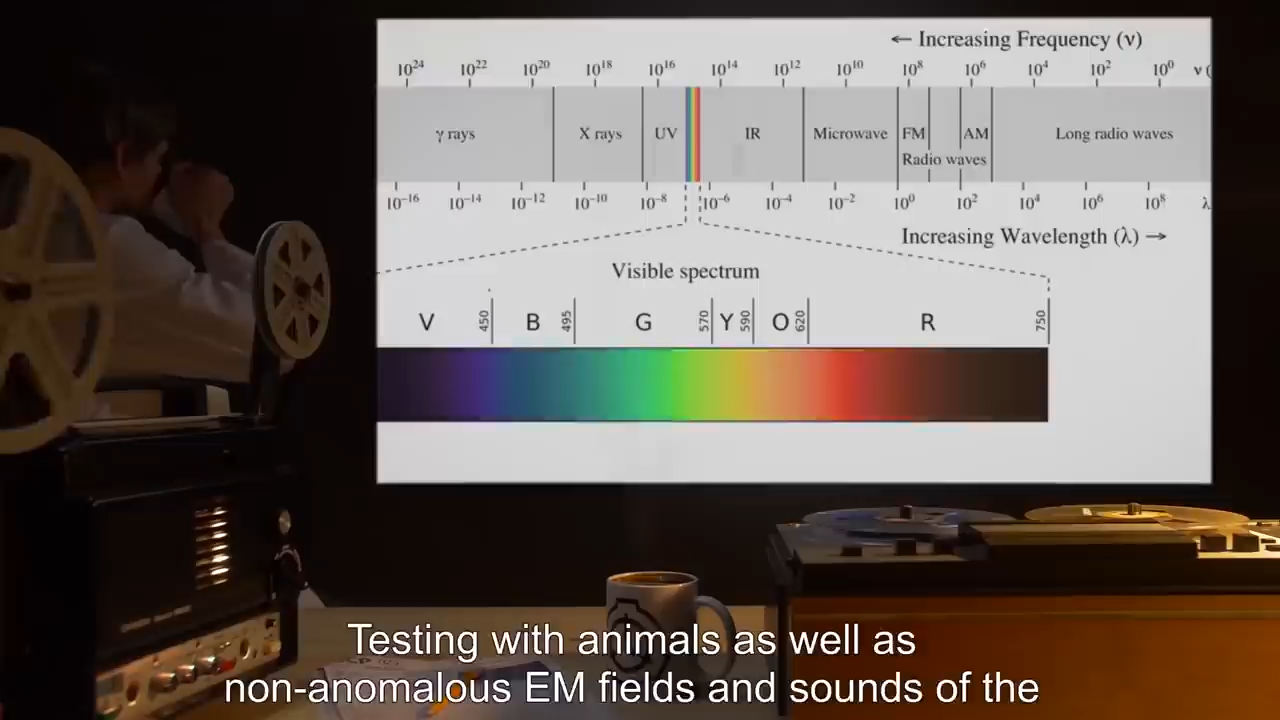 ← Increasing Frequency (ν)
10²⁴ 10²² 10²⁰ 10¹⁸ 10¹⁶ 10¹⁴ 10¹² 10¹⁰ 10⁸ 10⁶ 10⁴ 10² 10⁰ ν (
γ rays X rays UV IR Microwave FM AM Long radio waves
Radio waves
10⁻¹⁶ 10⁻¹⁴ 10⁻¹² 10⁻¹⁰ 10⁻⁸ 10⁻⁶ 10⁻⁴ 10⁻² 10⁰ 10² 10⁴ 10⁶ 10⁸ λ
Increasing Wavelength (λ) →
Visible spectrum
V 450 B 495 G 570 Y 590 O 620 R 750
Testing with animals as well as
non-anomalous EM fields and sounds of the